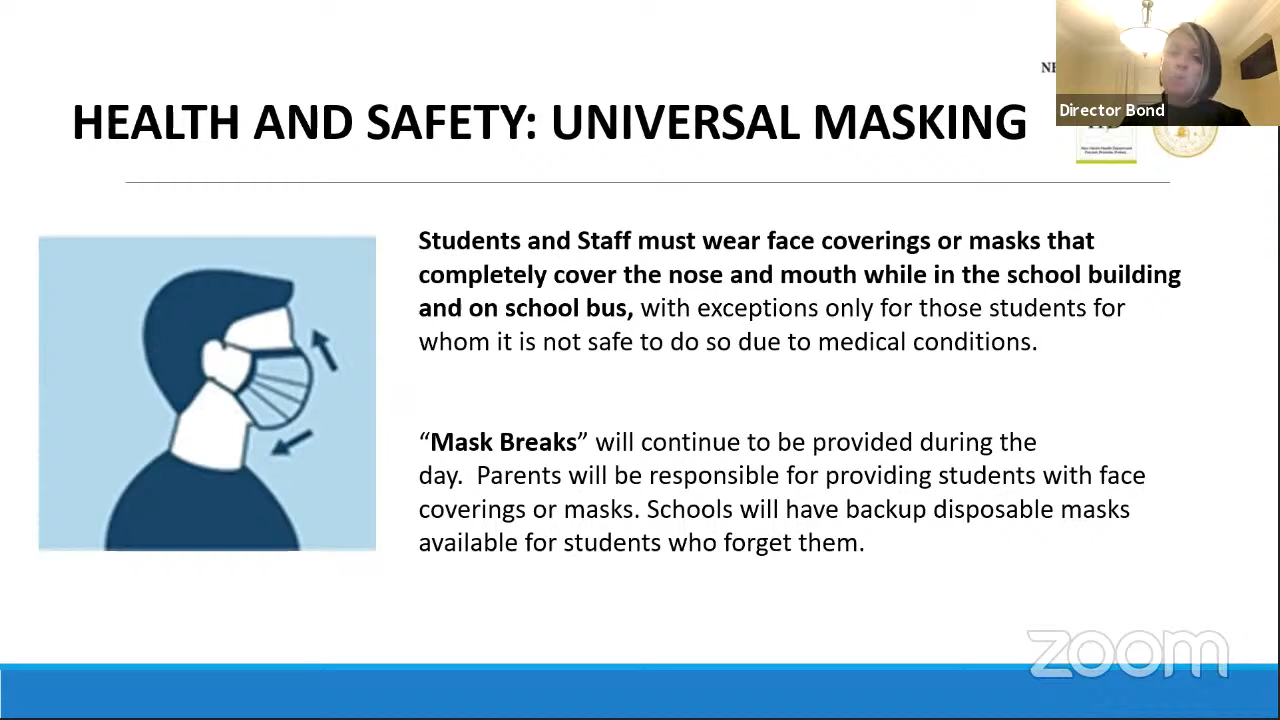 Director Bond
HEALTH AND SAFETY: UNIVERSAL MASKING
Students and Staff must wear face coverings or masks that
completely cover the nose and mouth while in the school building
and on school bus, with exceptions only for those students for
whom it is not safe to do so due to medical conditions.
“Mask Breaks” will continue to be provided during the
day.  Parents will be responsible for providing students with face
coverings or masks. Schools will have backup disposable masks
available for students who forget them.
zoom